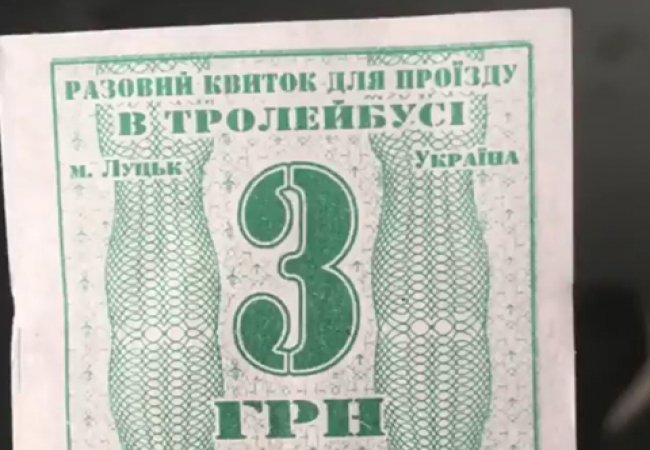 РАЗОВИЙ КВИТОК ДЛЯ ПРОЇЗДУ
В ТРОЛЕЙБУСІ
м. Луцьк Україна
3
ГРН